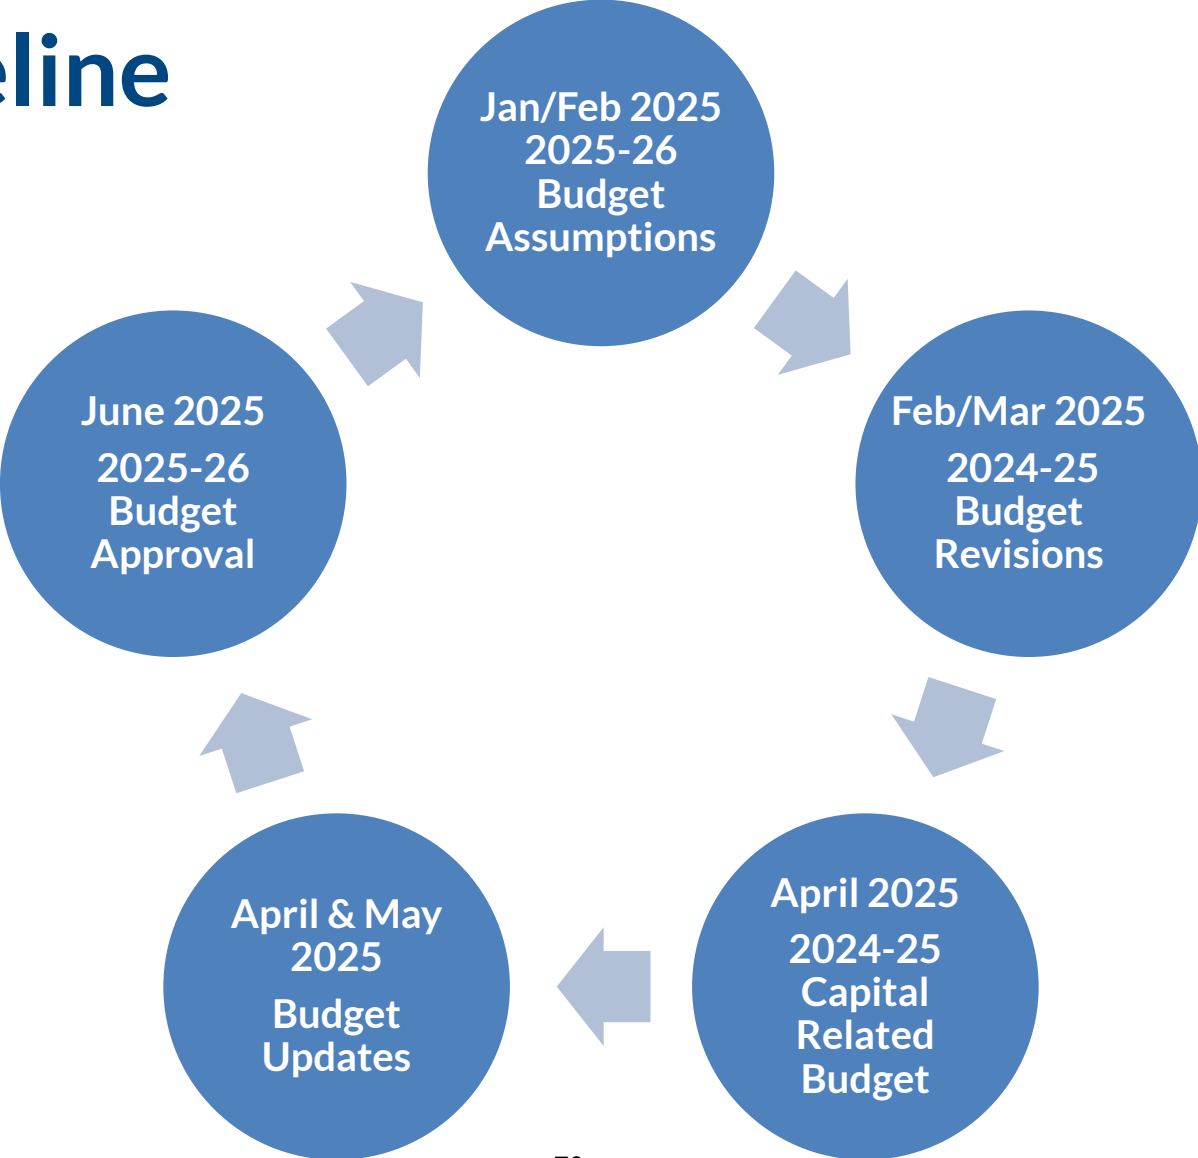 eline
Jan/Feb 2025
2025-26
Budget
Assumptions
Feb/Mar 2025
2024-25
Budget
Revisions
April 2025
2024-25
Capital
Related
Budget
April & May
2025
Budget
Updates
June 2025
2025-26
Budget
Approval